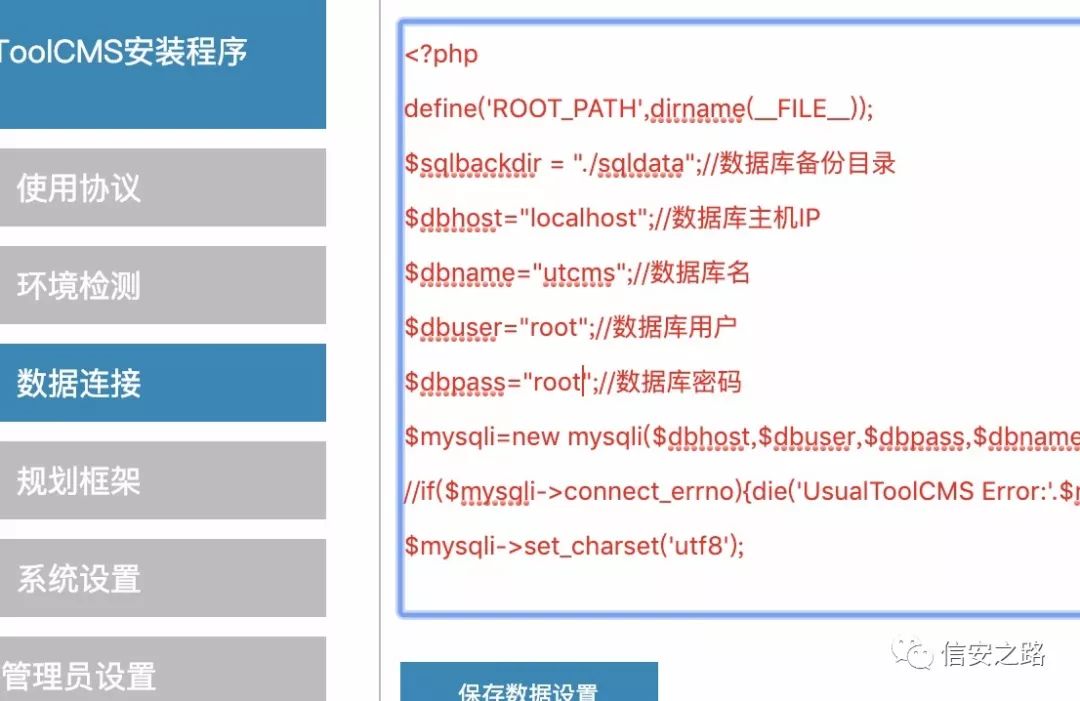 ToolCMS安装程序
使用协议
环境检测
数据连接
规划框架
系统设置
管理员设置
<?php
define('ROOT_PATH',dirname(__FILE__));
$sqlbackdir = "./sqldata";//数据库备份目录
$dbhost="localhost";//数据库主机IP
$dbname="utcms";//数据库名
$dbuser="root";//数据库用户
$dbpass="root";//数据库密码
$mysqli=new mysqli($dbhost,$dbuser,$dbpass,$dbname
//if($mysqli->connect_errno){die('UsualToolCMS Error:'.$
$mysqli->set_charset('utf8');
保存数据设置
信安之路